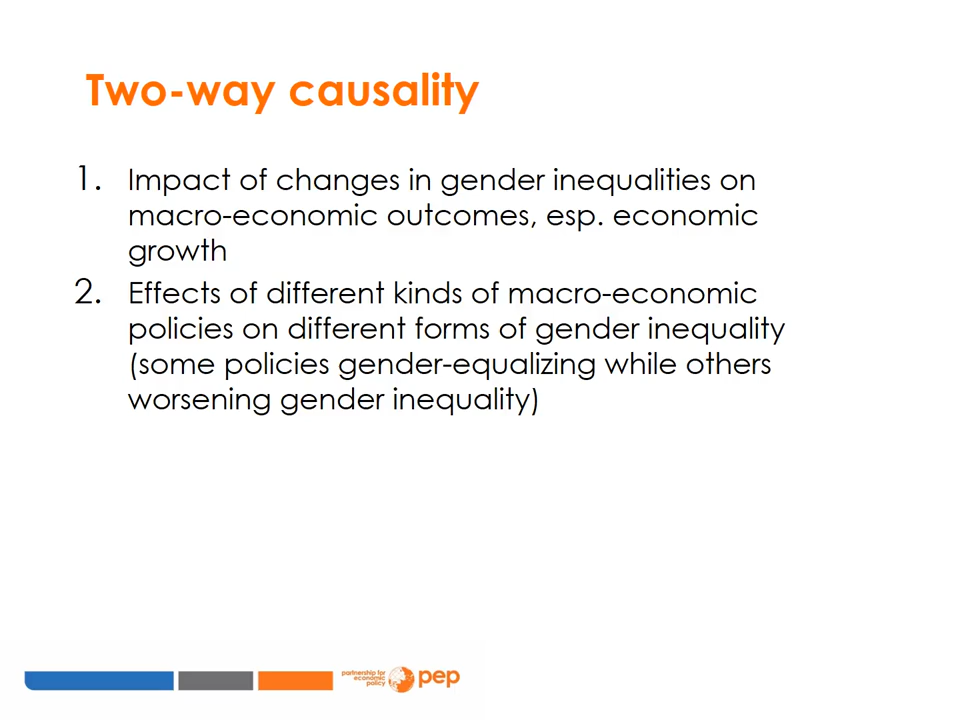 Two-way causality
1. Impact of changes in gender inequalities on
macro-economic outcomes, esp. economic
growth
2. Effects of different kinds of macro-economic
policies on different forms of gender inequality
(some policies gender-equalizing while others
worsening gender inequality)
partnership for
economic
policy
pep